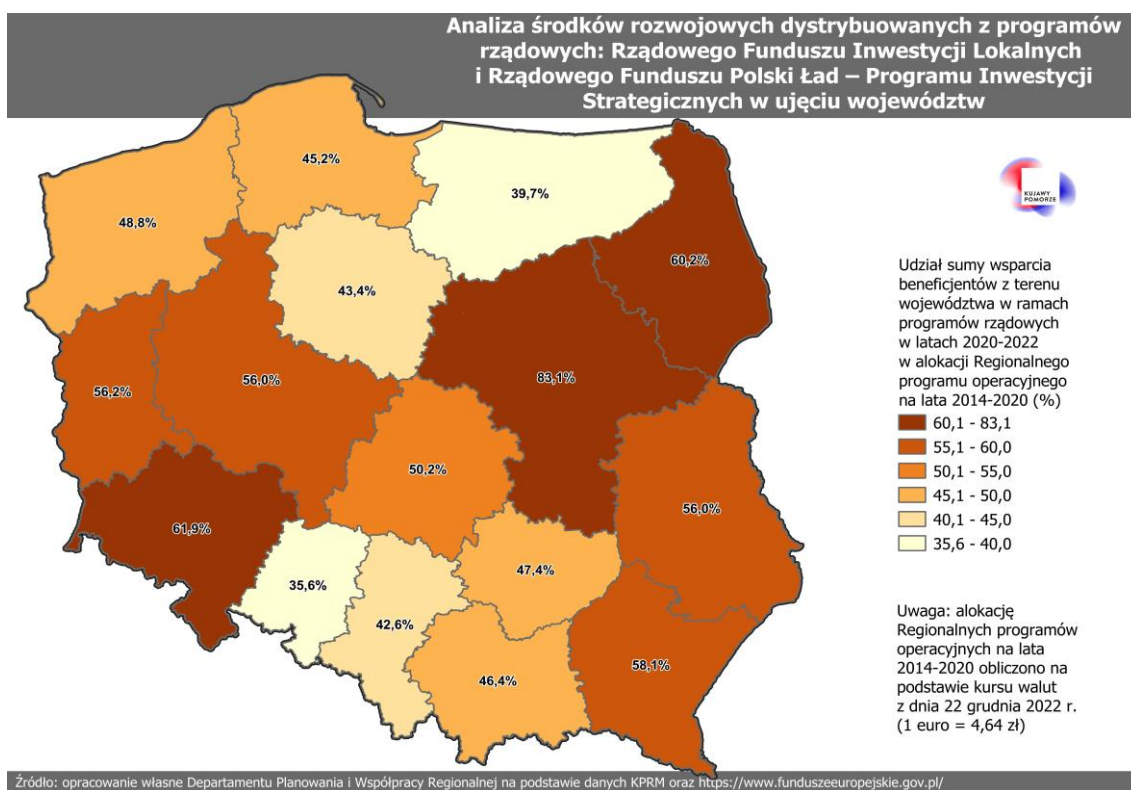 Analiza środków rozwojowych dystrybuowanych z programów
rządowych: Rządowego Funduszu Inwestycji Lokalnych
i Rządowego Funduszu Polski Ład – Programu Inwestycji
Strategicznych w ujęciu województw
45,2%
39,7%
48,8%
60,2%
43,4%
KUJAWY
POMORZE
Udział sumy wsparcia
beneficjentów z terenu
województwa w ramach
programów rządowych
w latach 2020-2022
w alokacji Regionalnego
programu operacyjnego
na lata 2014-2020 (%)
60,1 - 83,1
55,1 - 60,0
50,1 - 55,0
45,1 - 50,0
40,1 - 45,0
35,6 - 40,0
56,2%
56,0%
83,1%
50,2%
56,0%
61,9%
47,4%
35,6%
42,6%
46,4%
58,1%
Uwaga: alokację
Regionalnych programów
operacyjnych na lata
2014-2020 obliczono na
podstawie kursu walut
z dnia 22 grudnia 2022 r.
(1 euro = 4,64 zł)
Źródło: opracowanie własne Departamentu Planowania i Współpracy Regionalnej na podstawie danych KPRM oraz https://www.funduszeeuropejskie.gov.pl/